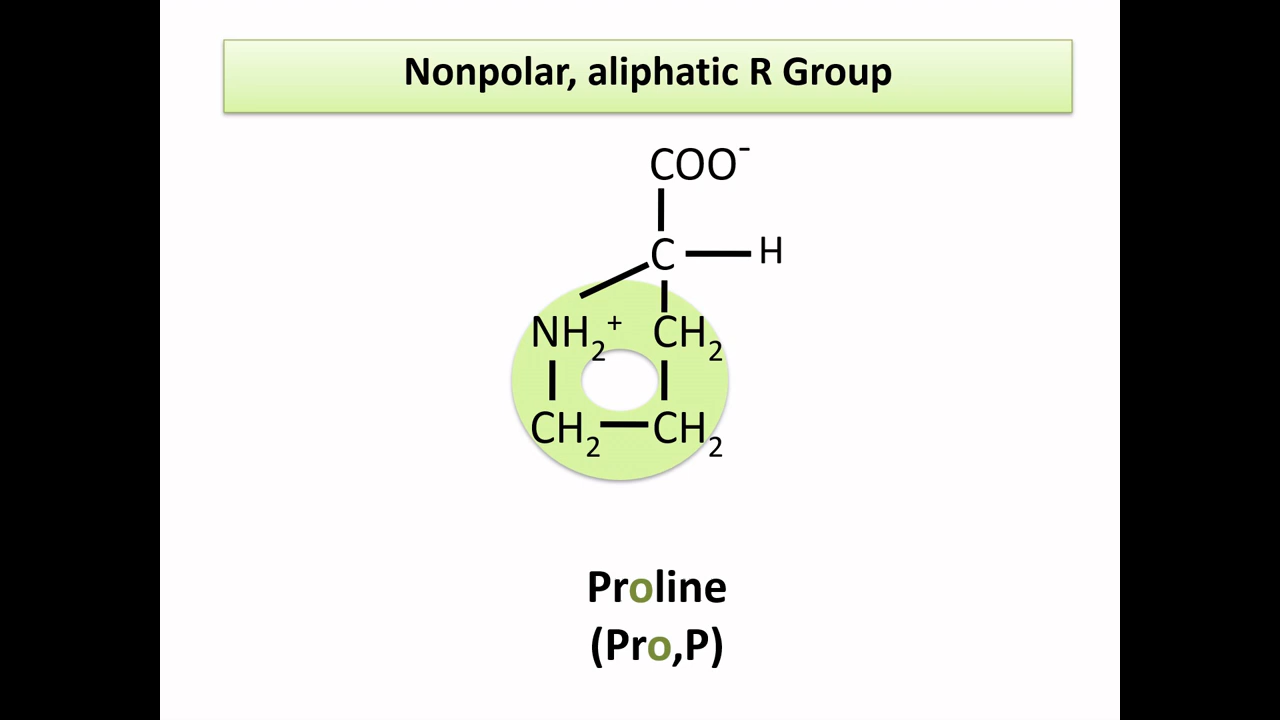 Nonpolar, aliphatic R Group
COO⁻
C H
NH₂⁺ CH₂
CH₂ CH₂
Proline
(Pro,P)